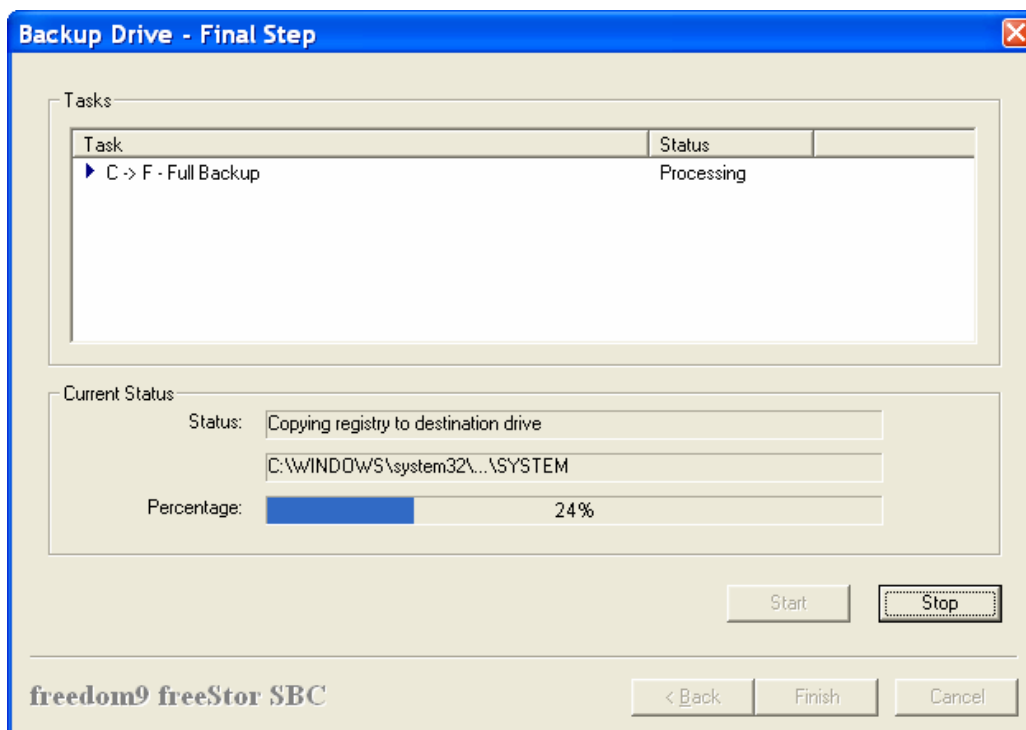 Backup Drive - Final Step
Tasks
Task Status
C -> F - Full Backup Processing
Current Status
Status: Copying registry to destination drive
C:\WINDOWS\system32\...\SYSTEM
Percentage: 24%
Start Stop
freedom9 freeStor SBC < Back Finish Cancel